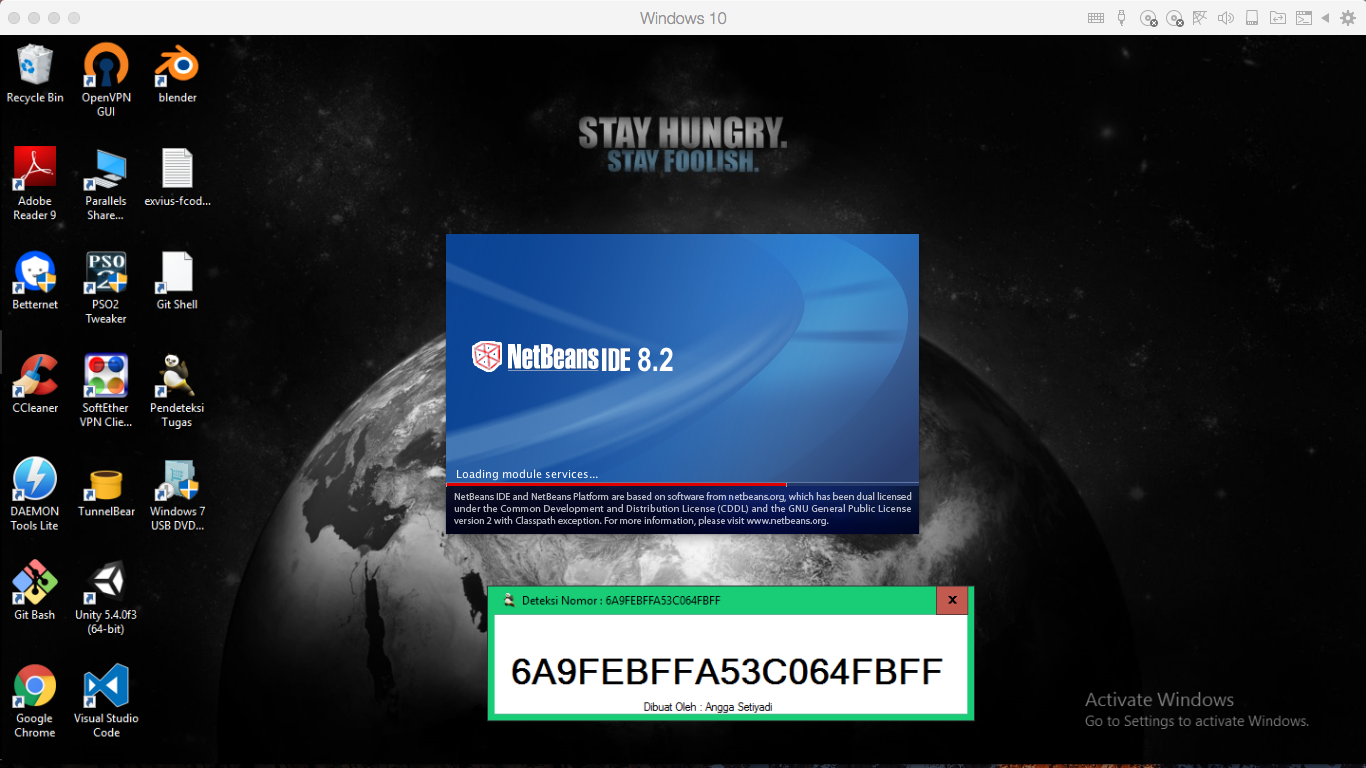 Windows 10
Recycle Bin
OpenVPN
GUI
blender
Adobe
Reader 9
Parallels
Share...
exvius-fcod...
Betternet
PSO2
PSO2
Tweaker
Git Shell
CCleaner
SoftEther
VPN Clie...
Pendeteksi
Tugas
DAEMON
Tools Lite
TunnelBear
Windows 7
USB DVD...
Git Bash
Unity 5.4.0f3
(64-bit)
Google
Chrome
Visual Studio
Code
STAY HUNGRY.
STAY FOOLISH.
NetBeans IDE 8.2
Loading module services...
NetBeans IDE and NetBeans Platform are based on software from netbeans.org, which has been dual licensed
under the Common Development and Distribution License (CDDL) and the GNU General Public License
version 2 with Classpath exception. For more information, please visit www.netbeans.org.
Deteksi Nomor : 6A9FEBFFA53C064FBFF
x
6A9FEBFFA53C064FBFF
Dibuat Oleh : Angga Setiyadi
Activate Windows
Go to Settings to activate Windows.